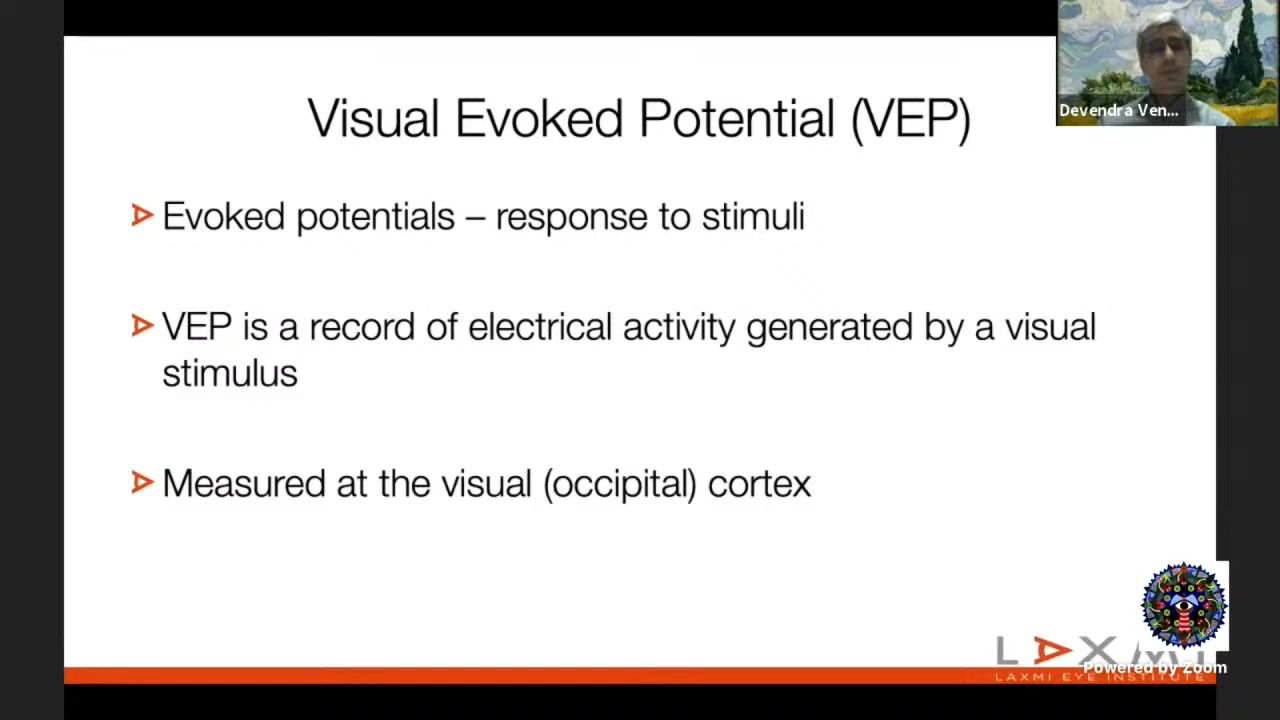 Visual Evoked Potential (VEP)
Devendra Ven...
Evoked potentials – response to stimuli
VEP is a record of electrical activity generated by a visual
stimulus
Measured at the visual (occipital) cortex
LAXMI
Powered by Zoom
LAXMI EYE INSTITUTE